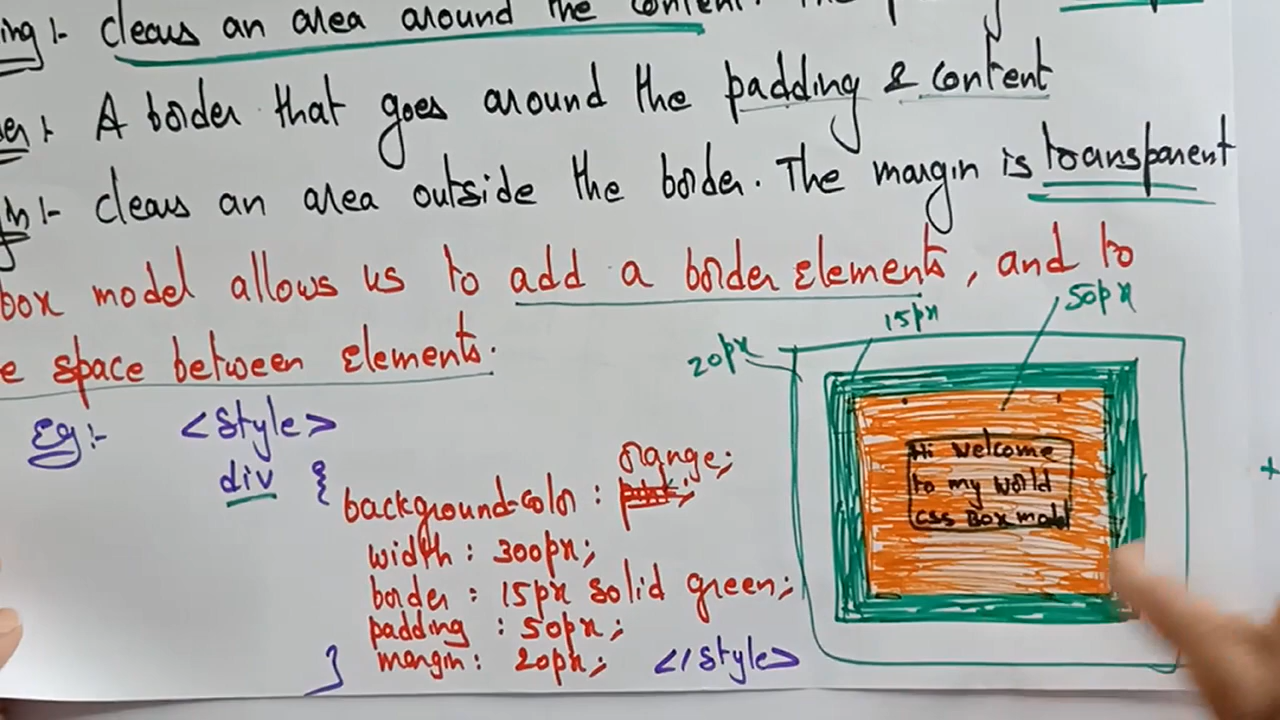 ing :- clears an area around the content. The
en :- A border that goes around the padding & content
in :- clears an area outside the border. The margin is transparent
box model allows us to add a border elements, and to
e space between elements.
20px 15px 50px
Eg :- <style>
div {
background-color : orange;
width : 300px;
border : 15px solid green;
padding : 50px;
margin : 20px;
} </style>
Hi welcome
to my world
CSS Box model